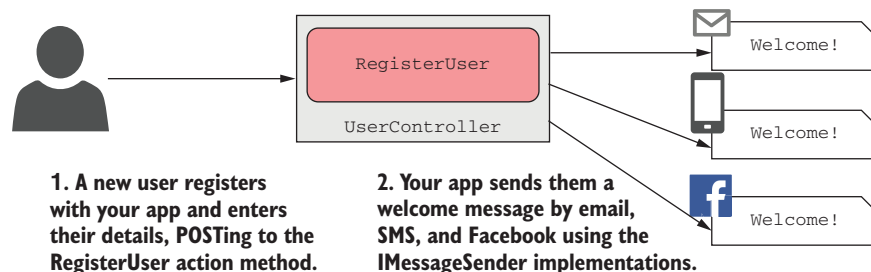 Welcome!
RegisterUser
UserController
Welcome!
1. A new user registers
with your app and enters
their details, POSTing to the
RegisterUser action method.
2. Your app sends them a
welcome message by email,
SMS, and Facebook using the
IMessageSender implementations.
Welcome!